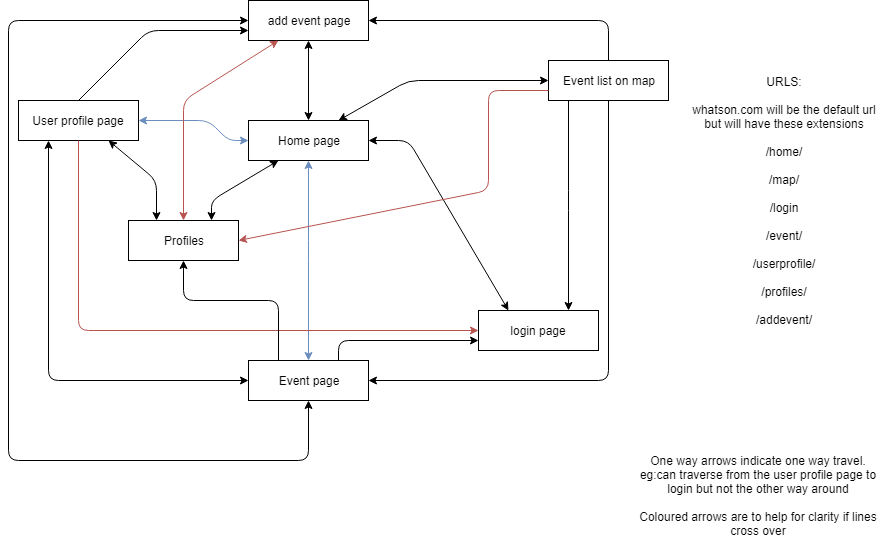 add event page
Event list on map
User profile page
Home page
Profiles
login page
Event page
URLS:
whatson.com will be the default url
but will have these extensions
/home/
/map/
/login
/event/
/userprofile/
/profiles/
/addevent/
One way arrows indicate one way travel.
eg:can traverse from the user profile page to
login but not the other way around
Coloured arrows are to help for clarity if lines
cross over